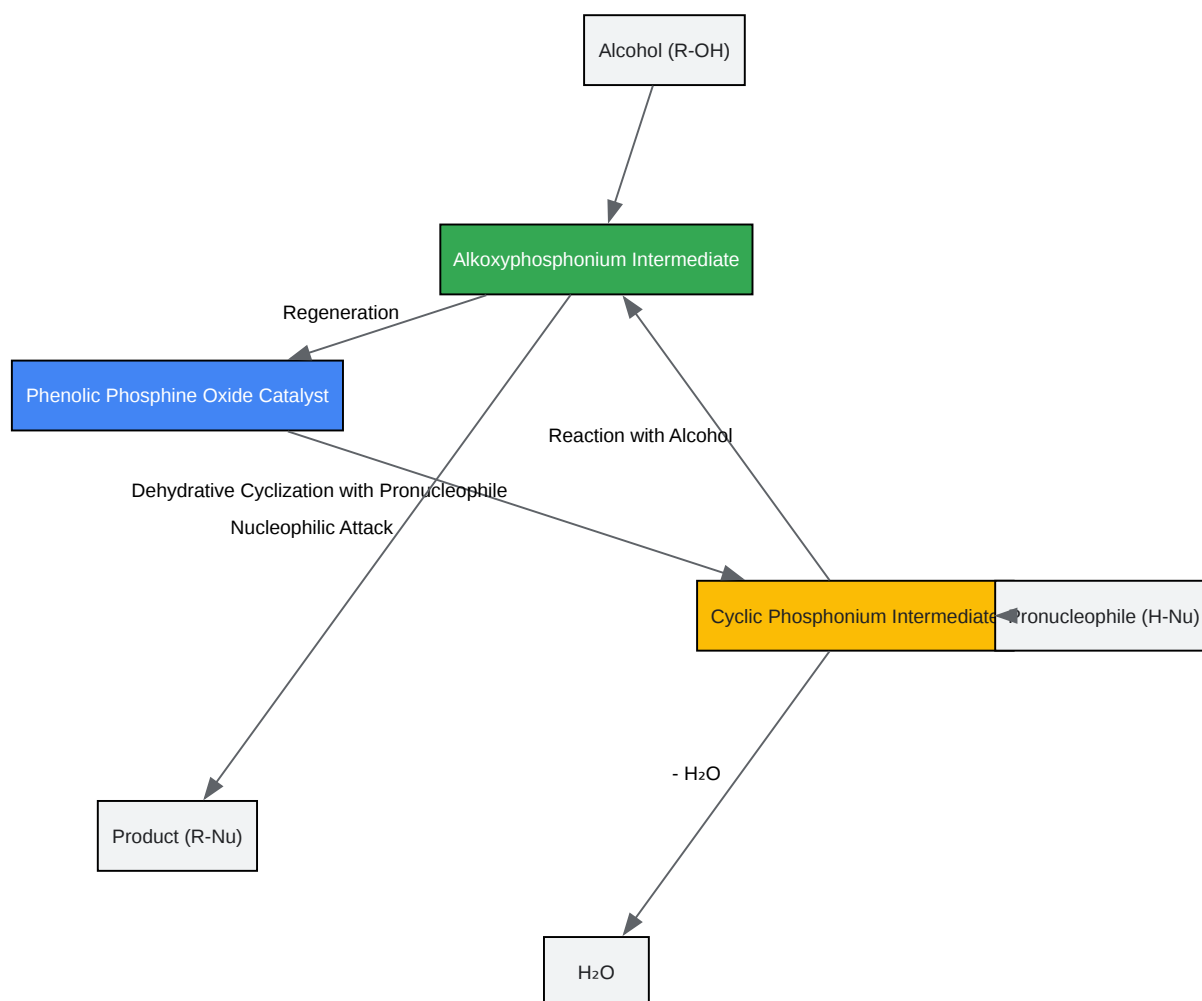 Alcohol (R-OH)
Alkoxyphosphonium Intermediate
Regeneration
Phenolic Phosphine Oxide Catalyst
Reaction with Alcohol
Dehydrative Cyclization with Pronucleophile
Nucleophilic Attack
Cyclic Phosphonium Intermediate
Pronucleophile (H-Nu)
- H₂O
Product (R-Nu)
H₂O